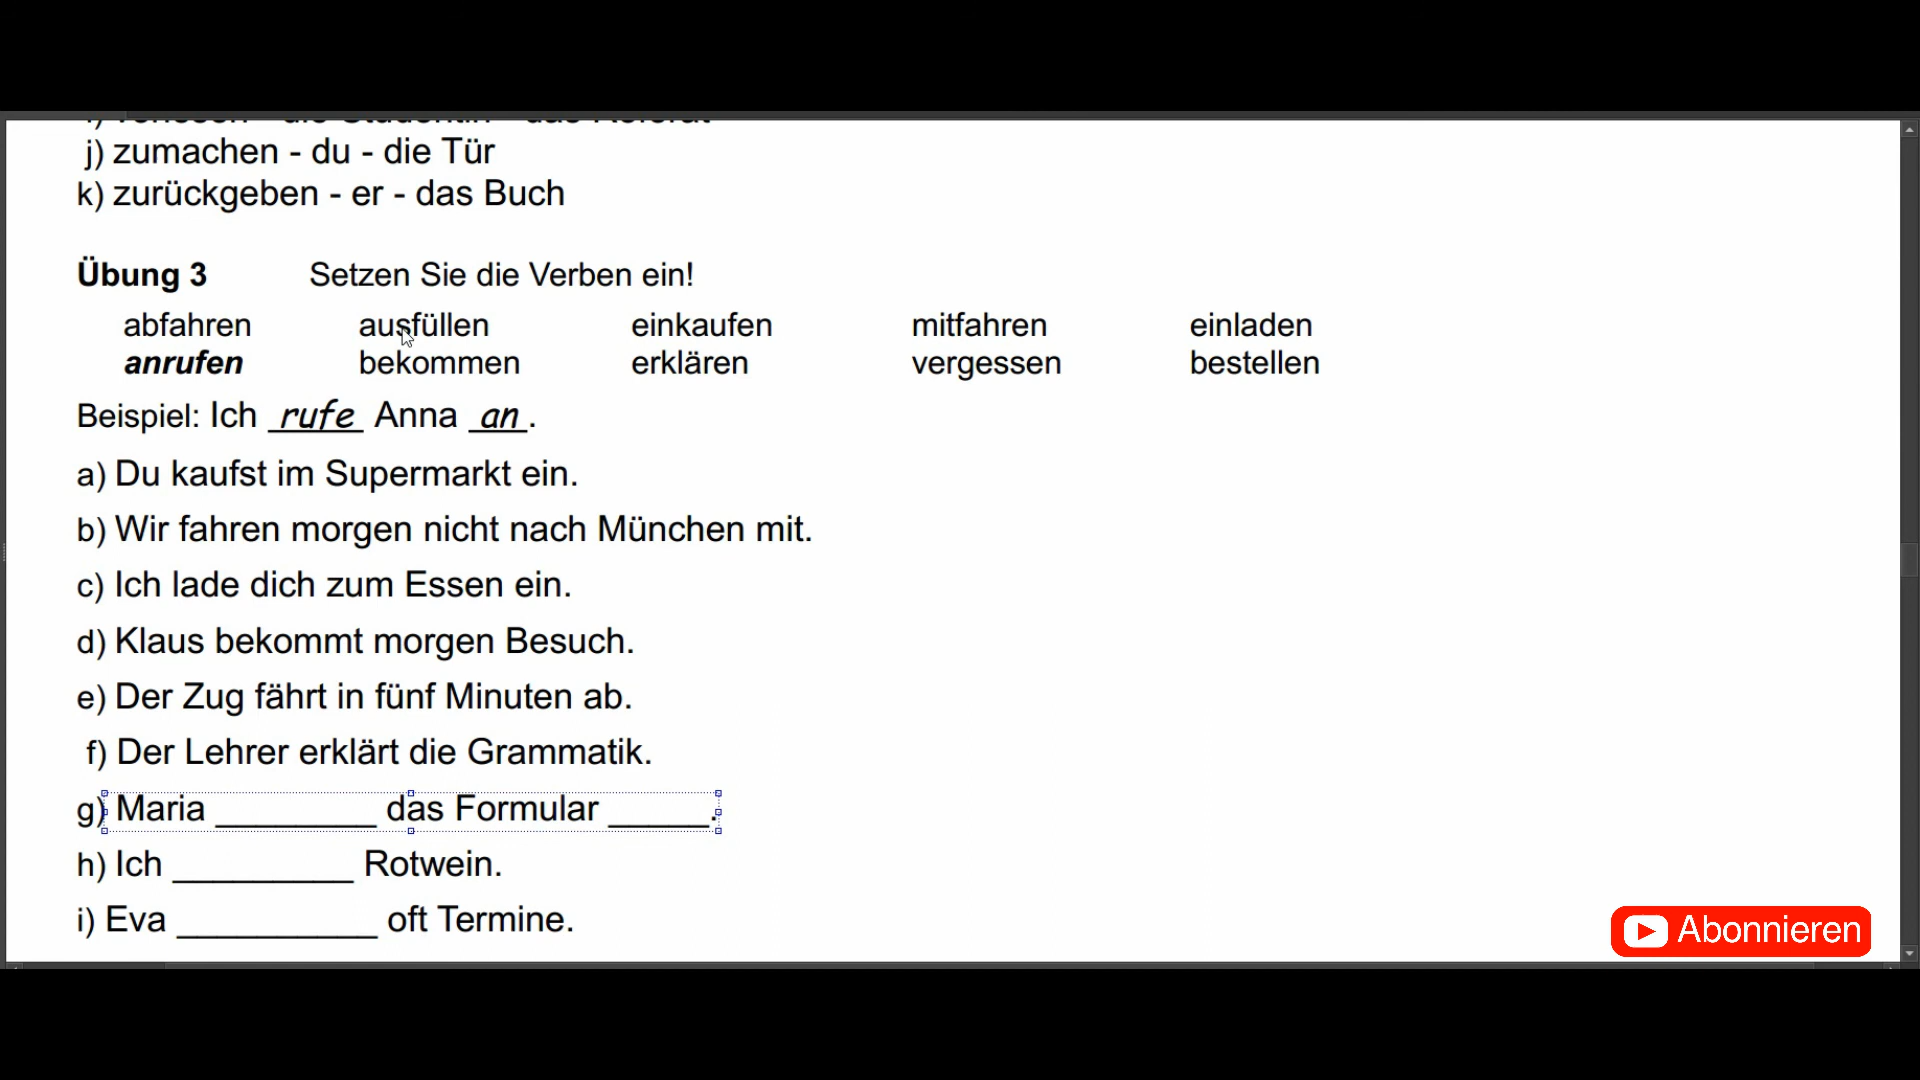 j) zumachen - du - die Tür
k) zurückgeben - er - das Buch
Übung 3 Setzen Sie die Verben ein!
abfahren ausfüllen einkaufen mitfahren einladen
anrufen bekommen erklären vergessen bestellen
Beispiel: Ich rufe Anna an.
a) Du kaufst im Supermarkt ein.
b) Wir fahren morgen nicht nach München mit.
c) Ich lade dich zum Essen ein.
d) Klaus bekommt morgen Besuch.
e) Der Zug fährt in fünf Minuten ab.
f) Der Lehrer erklärt die Grammatik.
g) Maria ________ das Formular _____.
h) Ich _________ Rotwein.
i) Eva __________ oft Termine.
Abonnieren